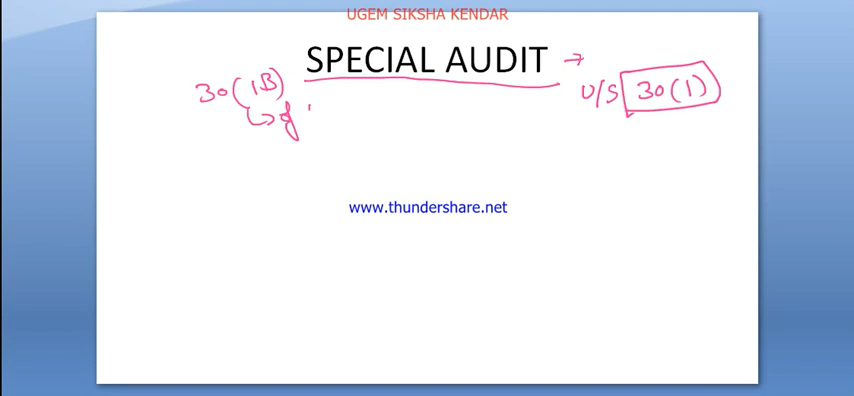 UGEM SIKSHA KENDAR
SPECIAL AUDIT →
30(1B)
U/S 30(1)
www.thundershare.net